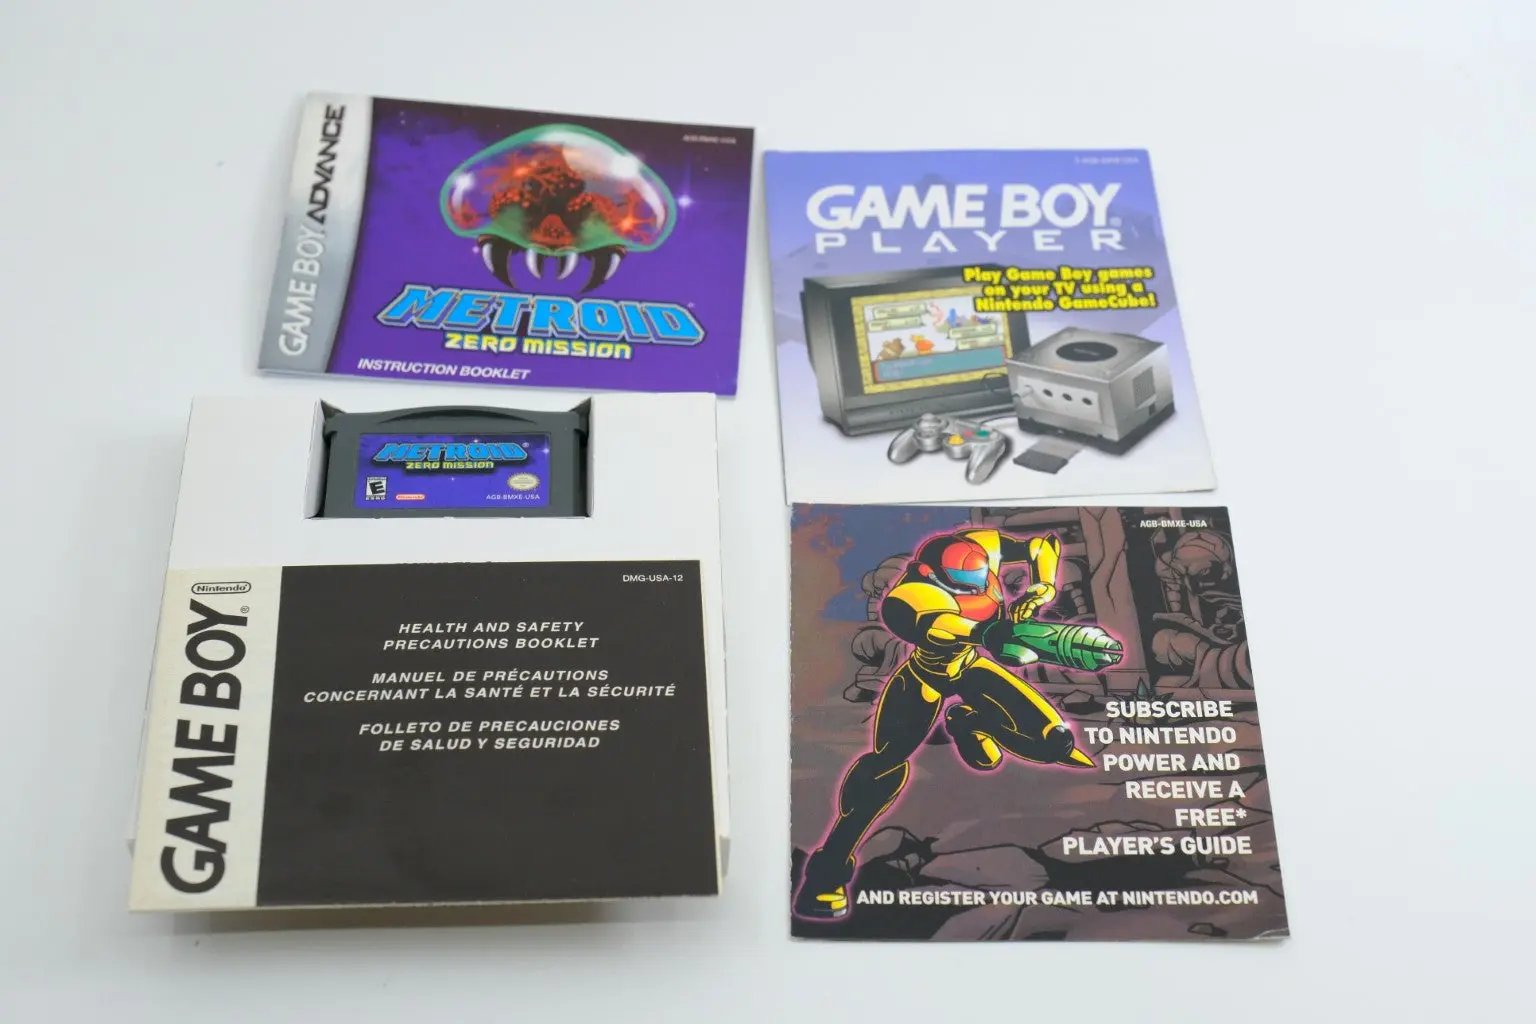 GAME BOY ADVANCE
METROID
ZERO MISSION
INSTRUCTION BOOKLET
GAME BOY
PLAYER
Play Game Boy games
on your TV using a
Nintendo GameCube!
METROID
ZERO MISSION
E
Nintendo
AGB-BMXE-USA
Nintendo
GAME BOY
DMG-USA-12
HEALTH AND SAFETY
PRECAUTIONS BOOKLET
MANUEL DE PRÉCAUTIONS
CONCERNANT LA SANTÉ ET LA SÉCURITÉ
FOLLETO DE PRECAUCIONES
DE SALUD Y SEGURIDAD
AGB-BMXE-USA
SUBSCRIBE
TO NINTENDO
POWER AND
RECEIVE A
FREE*
PLAYER'S GUIDE
AND REGISTER YOUR GAME AT NINTENDO.COM